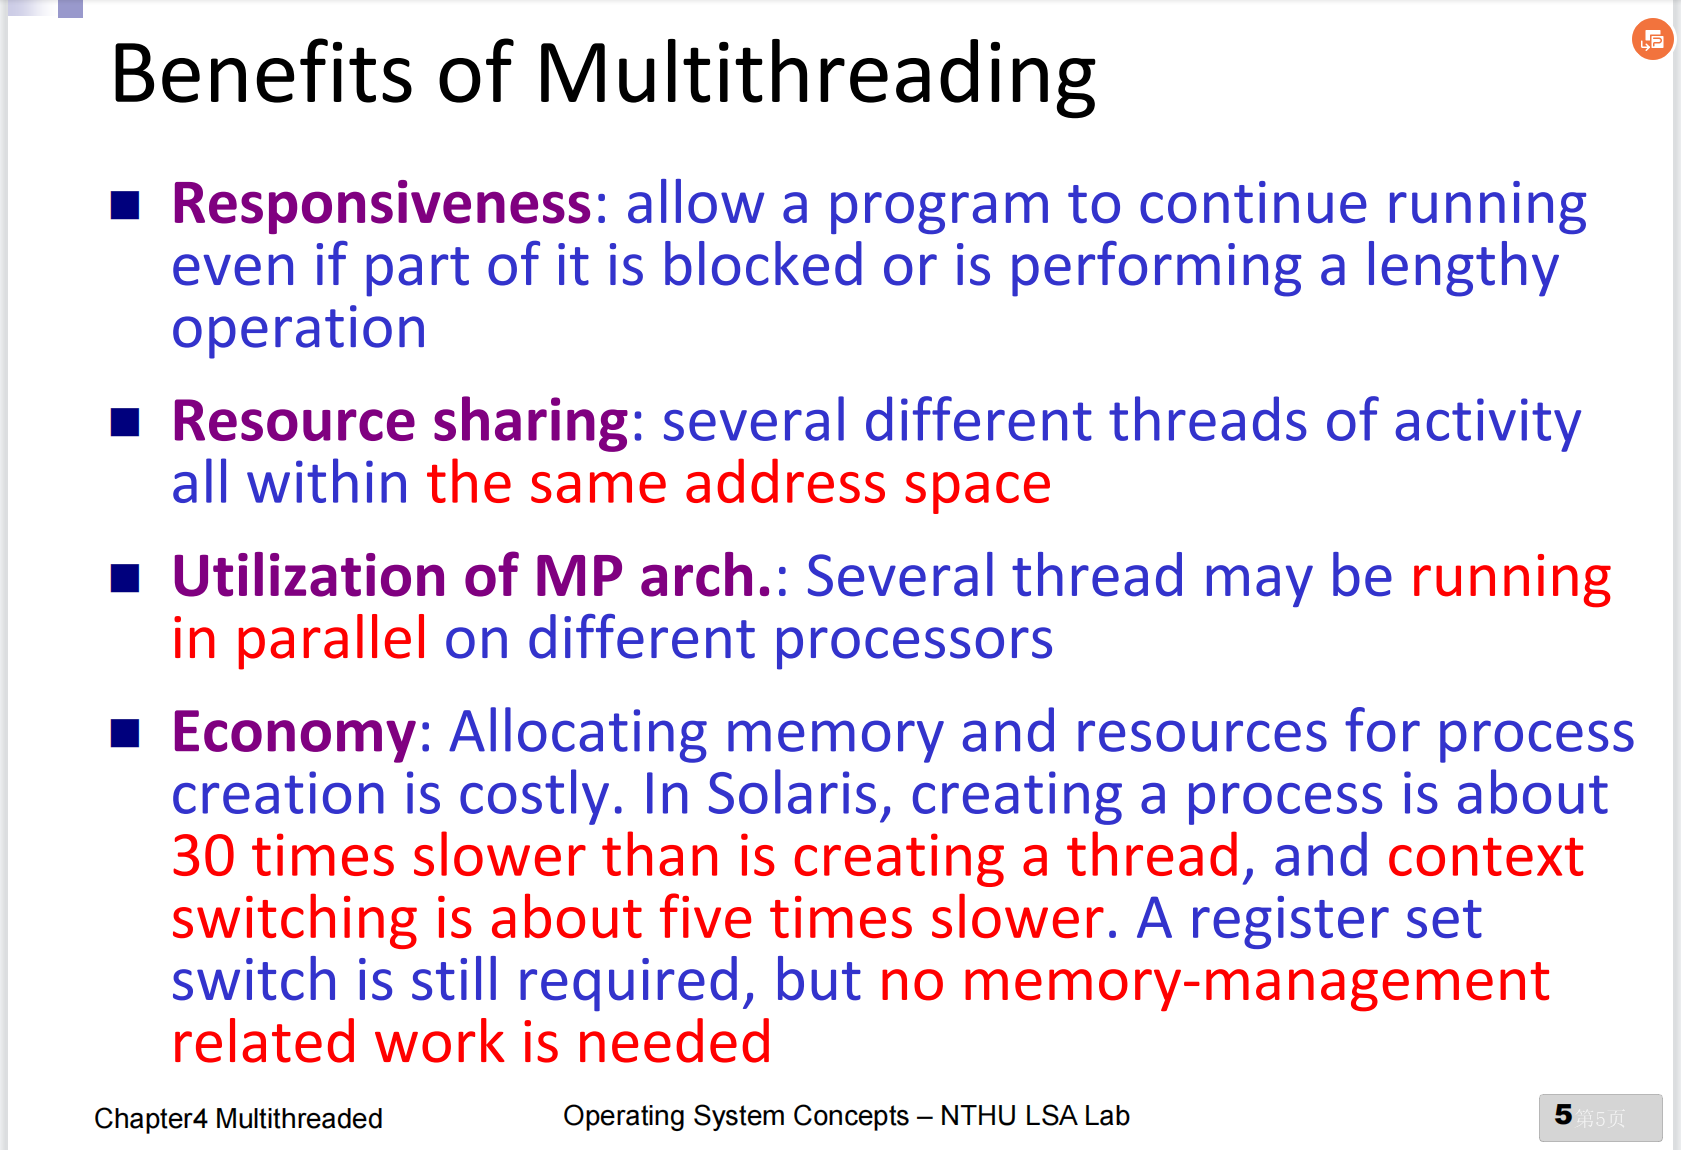 Benefits of Multithreading
Responsiveness: allow a program to continue running
even if part of it is blocked or is performing a lengthy
operation
Resource sharing: several different threads of activity
all within the same address space
Utilization of MP arch.: Several thread may be running
in parallel on different processors
Economy: Allocating memory and resources for process
creation is costly. In Solaris, creating a process is about
30 times slower than is creating a thread, and context
switching is about five times slower. A register set
switch is still required, but no memory-management
related work is needed
Chapter4 Multithreaded
Operating System Concepts – NTHU LSA Lab
5 第5页